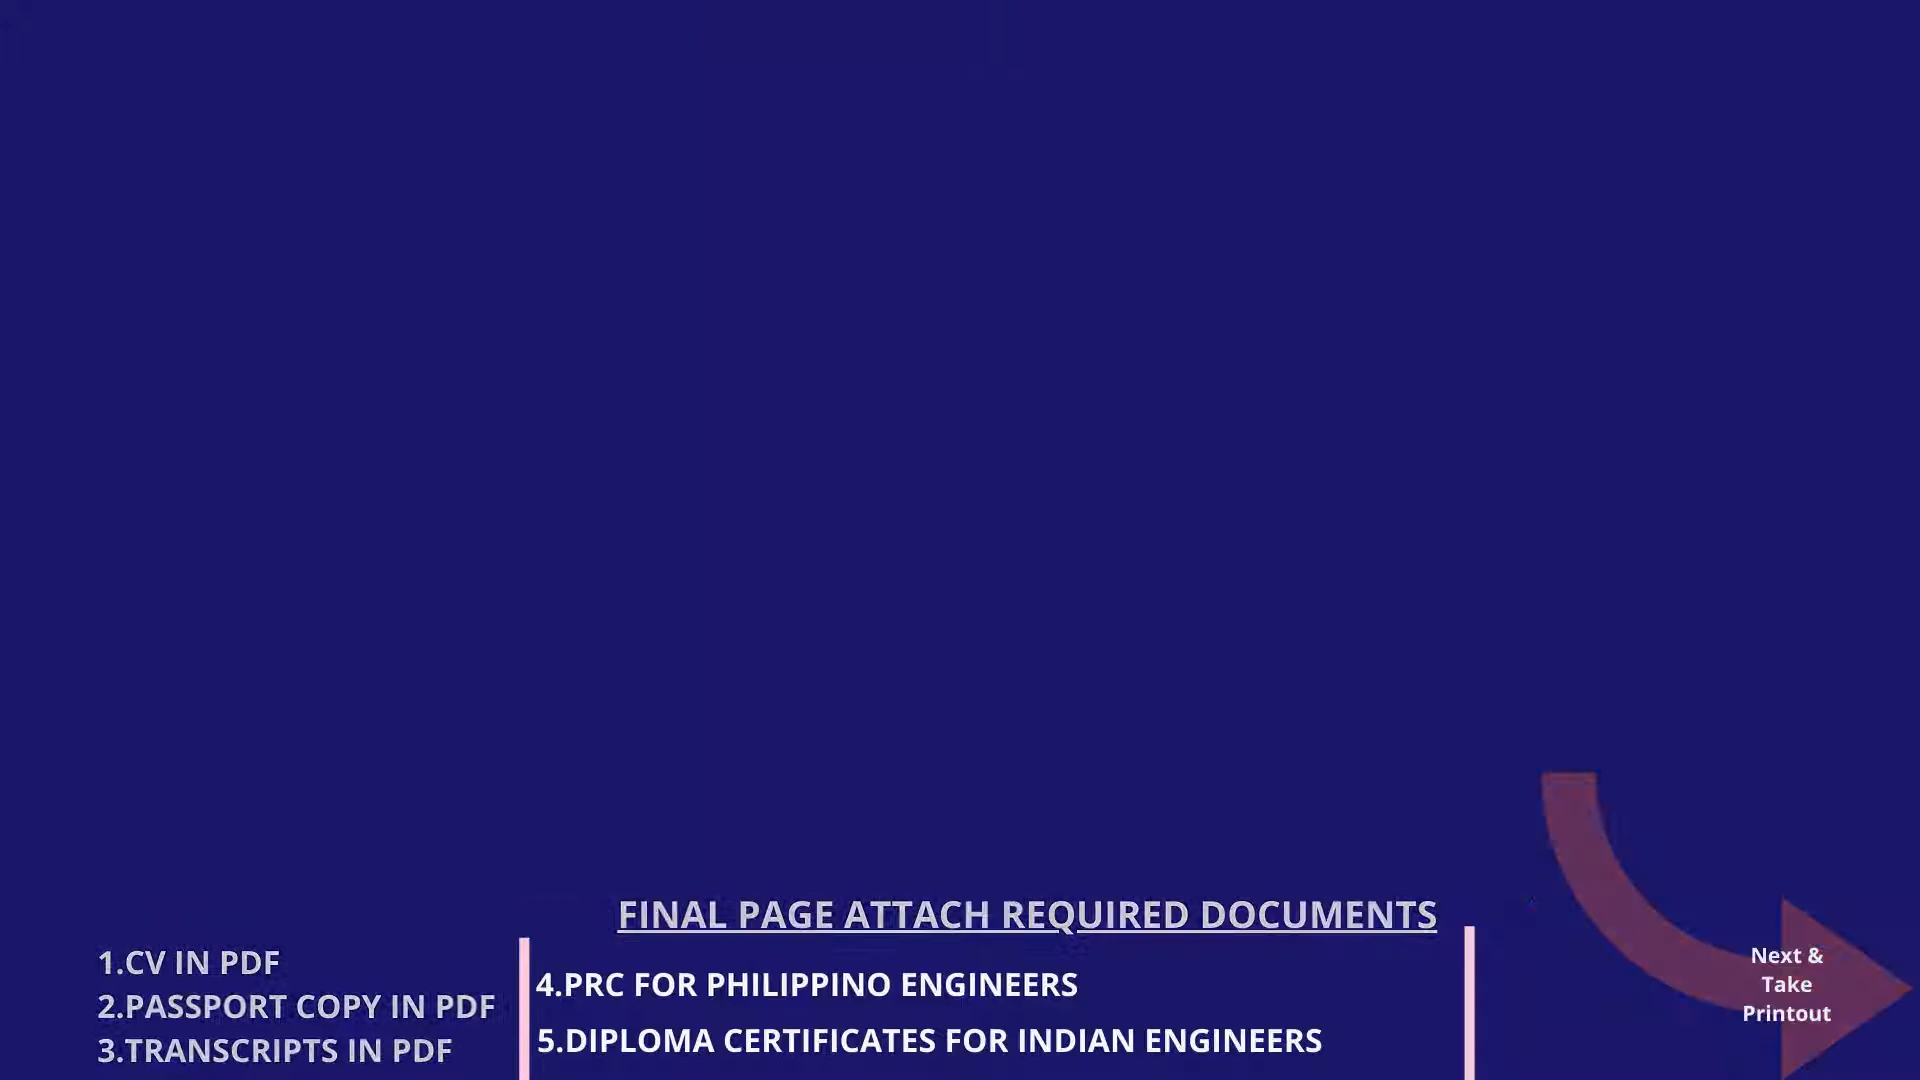 FINAL PAGE ATTACH REQUIRED DOCUMENTS
1.CV IN PDF
2.PASSPORT COPY IN PDF
3.TRANSCRIPTS IN PDF
4.PRC FOR PHILIPPINO ENGINEERS
5.DIPLOMA CERTIFICATES FOR INDIAN ENGINEERS
Next &
Take
Printout